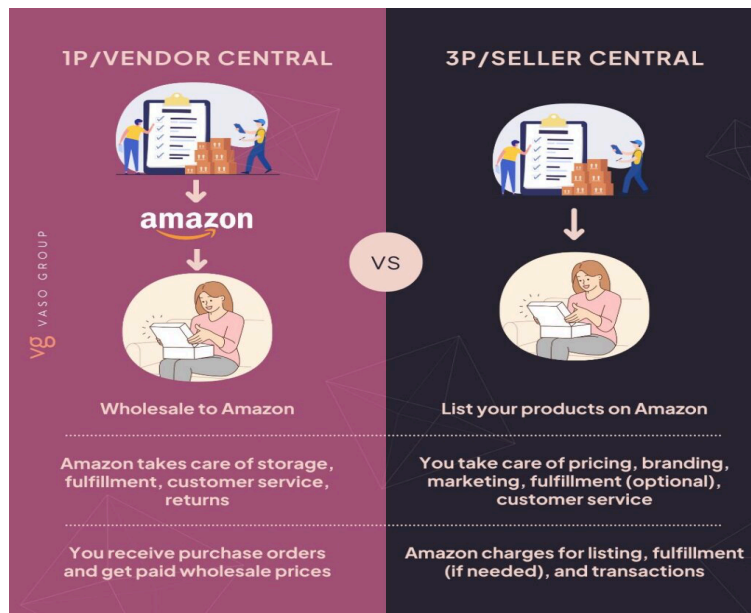 1P/VENDOR CENTRAL
amazon
VASO GROUP
vg
Wholesale to Amazon
Amazon takes care of storage,
fulfillment, customer service,
returns
You receive purchase orders
and get paid wholesale prices
VS
3P/SELLER CENTRAL
List your products on Amazon
You take care of pricing, branding,
marketing, fulfillment (optional),
customer service
Amazon charges for listing, fulfillment
(if needed), and transactions